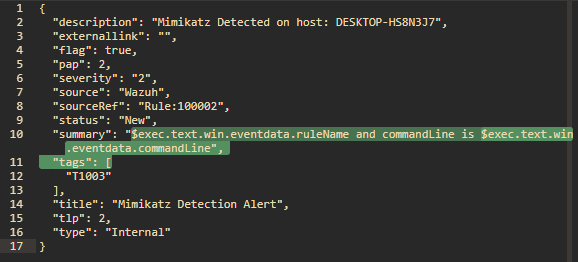 1 {
2 "description": "Mimikatz Detected on host: DESKTOP-HS8N3J7",
3 "externallink": "",
4 "flag": true,
5 "pap": 2,
6 "severity": "2",
7 "source": "Wazuh",
8 "sourceRef": "Rule:100002",
9 "status": "New",
10 "summary": "$exec.text.win.eventdata.ruleName and commandLine is $exec.text.win
.eventdata.commandLine",
11 "tags": [
12 "T1003"
13 ],
14 "title": "Mimikatz Detection Alert",
15 "tlp": 2,
16 "type": "Internal"
17 }